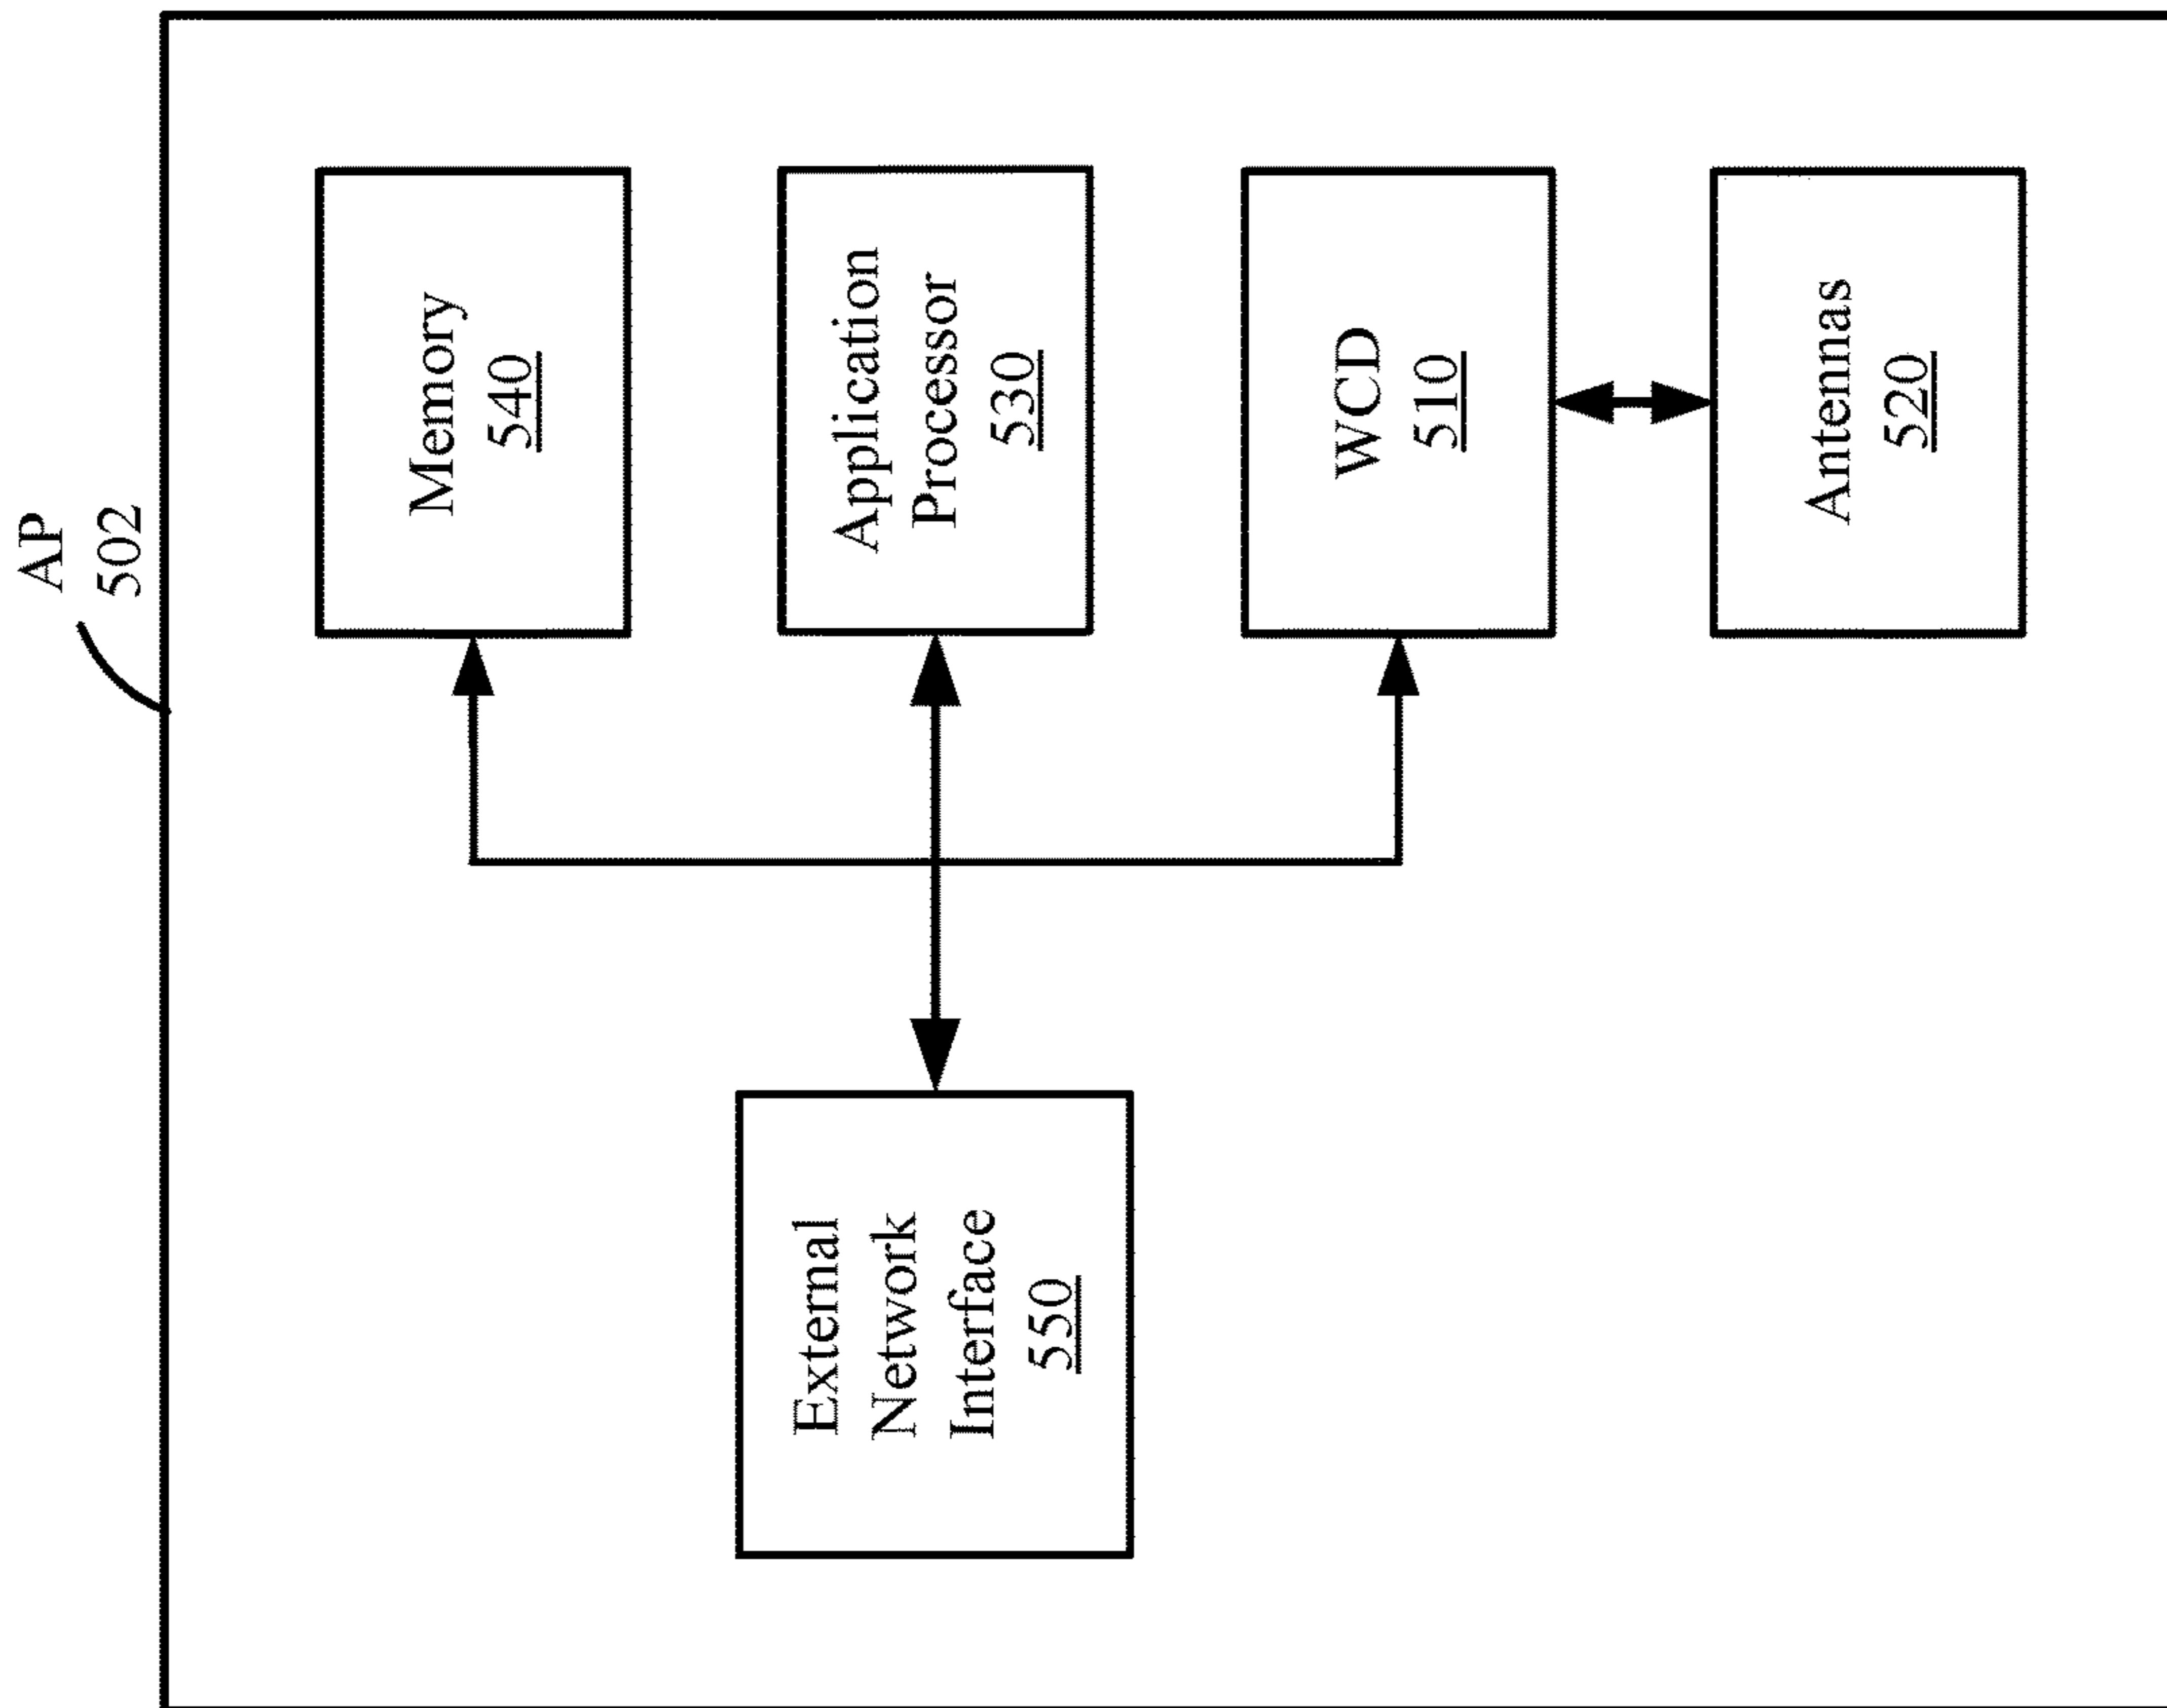 AP
502
Memory
540
Application
Processor
530
WCD
510
Antennas
520
External
Network
Interface
550